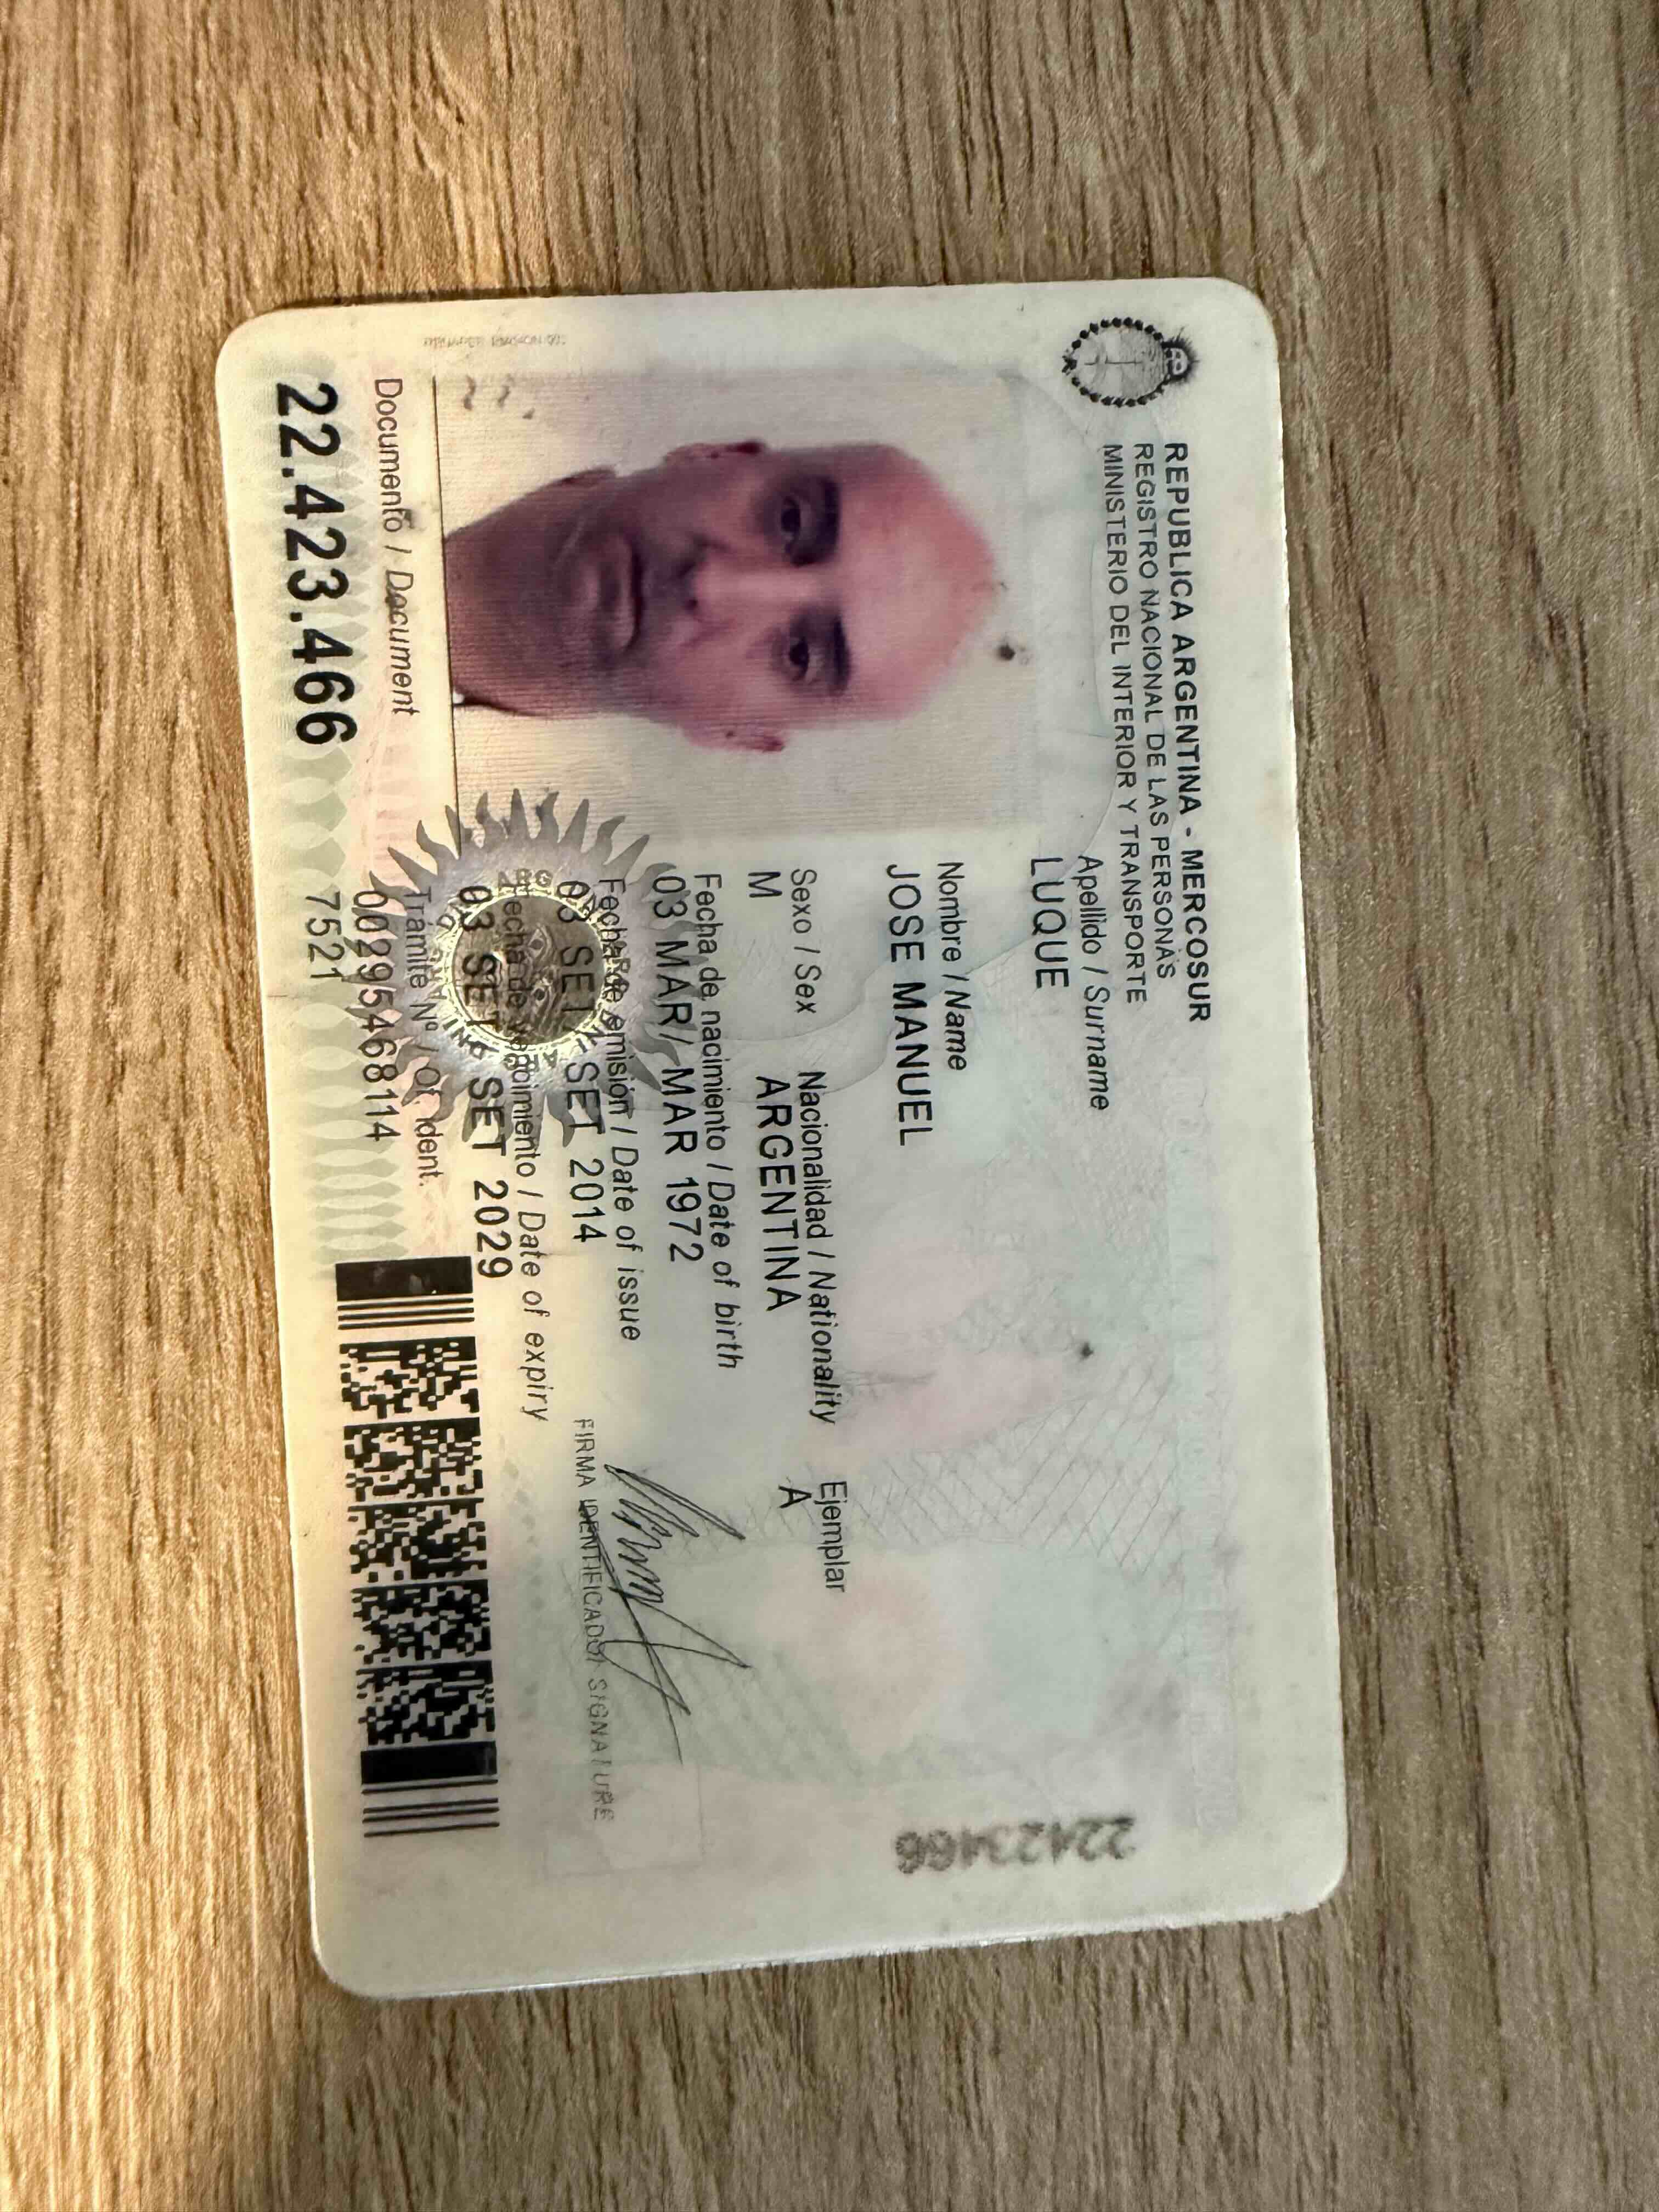 REPUBLICA ARGENTINA - MERCOSUR
REGISTRO NACIONAL DE LAS PERSONAS
MINISTERIO DEL INTERIOR Y TRANSPORTE
Apellido / Surname
LUQUE
Nombre / Name
JOSE MANUEL
Sexo / Sex Nacionalidad / Nationality Ejemplar
M ARGENTINA A
Fecha de nacimiento / Date of birth
03 MAR/ MAR 1972
Fecha de emisión / Date of issue
03 SET / SET 2014
Fecha de vencimiento / Date of expiry
03 SET / SET 2029
FIRMA IDENTIFICADO/ SIGNATURE
Documento / Document
22.423.466
Trámite Nº / Of. ident.
00295468114
7521
22423466